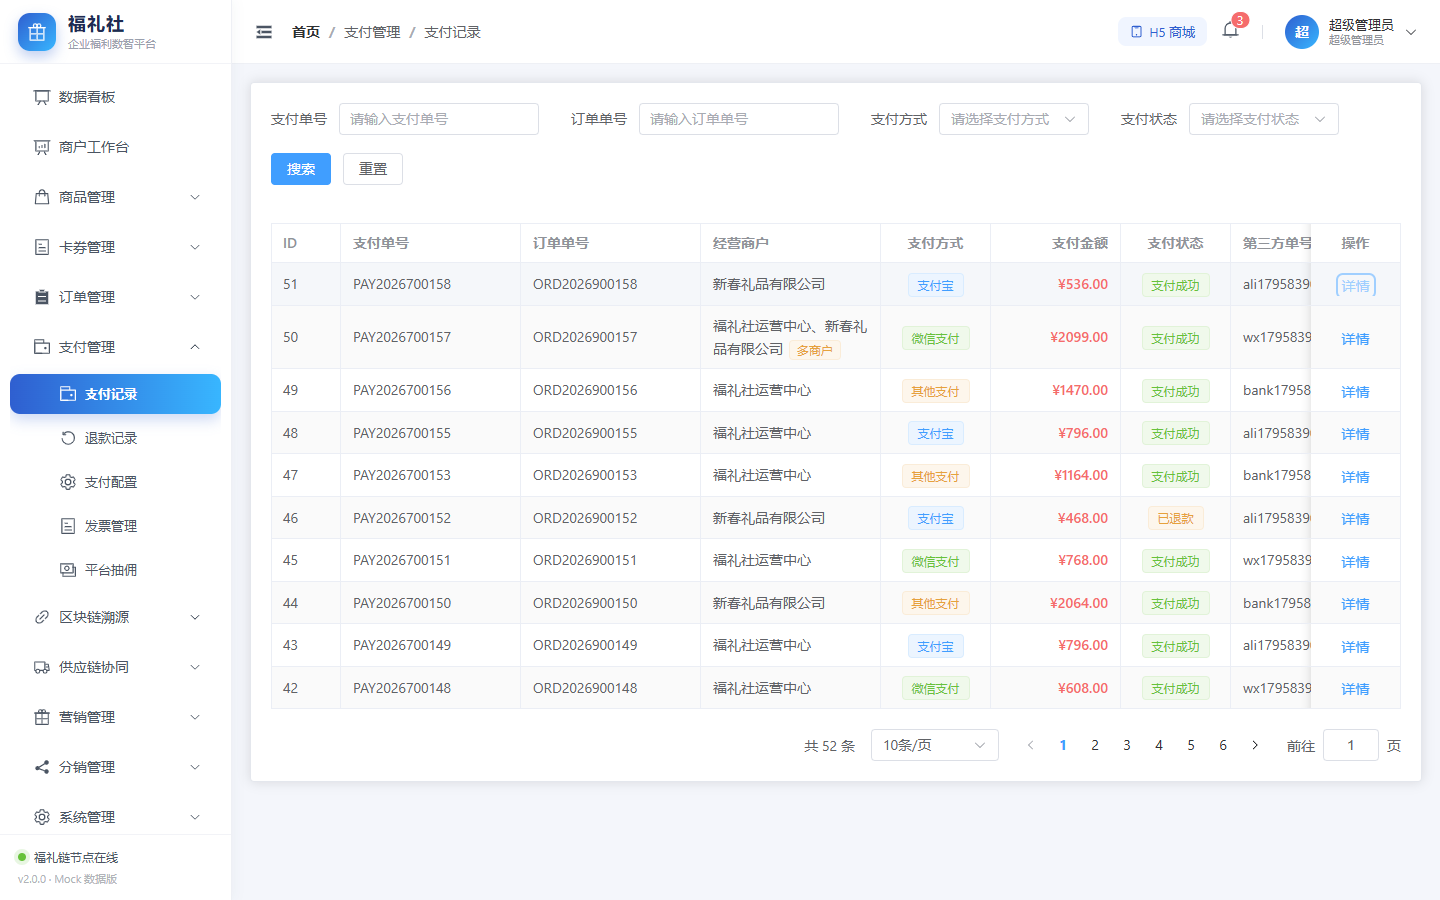 福礼社
企业福利数智平台
首页 / 支付管理 / 支付记录
H5 商城
3
超
超级管理员
超级管理员
数据看板
商户工作台
商品管理
卡券管理
订单管理
支付管理
支付记录
退款记录
支付配置
发票管理
平台抽佣
区块链溯源
供应链协同
营销管理
分销管理
系统管理
福礼链节点在线
v2.0.0 · Mock 数据版
支付单号 请输入支付单号 订单单号 请输入订单单号 支付方式 请选择支付方式 支付状态 请选择支付状态
搜索 重置
ID 支付单号 订单单号 经营商户 支付方式 支付金额 支付状态 第三方单号 操作
51 PAY2026700158 ORD2026900158 新春礼品有限公司 支付宝 ¥536.00 支付成功 ali1795839 详情
50 PAY2026700157 ORD2026900157 福礼社运营中心、新春礼品有限公司 多商户 微信支付 ¥2099.00 支付成功 wx1795839 详情
49 PAY2026700156 ORD2026900156 福礼社运营中心 其他支付 ¥1470.00 支付成功 bank17958 详情
48 PAY2026700155 ORD2026900155 福礼社运营中心 支付宝 ¥796.00 支付成功 ali1795839 详情
47 PAY2026700153 ORD2026900153 福礼社运营中心 其他支付 ¥1164.00 支付成功 bank17958 详情
46 PAY2026700152 ORD2026900152 新春礼品有限公司 支付宝 ¥468.00 已退款 ali1795839 详情
45 PAY2026700151 ORD2026900151 福礼社运营中心 微信支付 ¥768.00 支付成功 wx1795839 详情
44 PAY2026700150 ORD2026900150 新春礼品有限公司 其他支付 ¥2064.00 支付成功 bank17958 详情
43 PAY2026700149 ORD2026900149 福礼社运营中心 支付宝 ¥796.00 支付成功 ali1795839 详情
42 PAY2026700148 ORD2026900148 福礼社运营中心 微信支付 ¥608.00 支付成功 wx1795839 详情
共 52 条 10条/页 1 2 3 4 5 6 前往 1 页